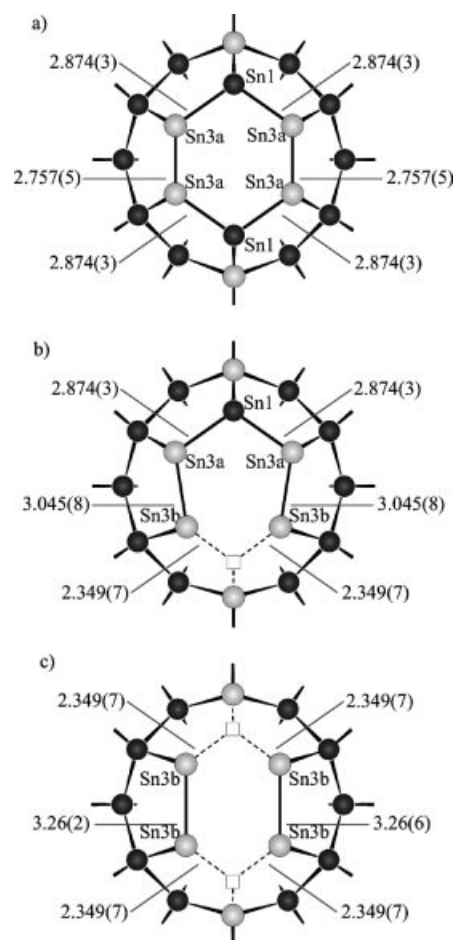 a)
2.874(3) 2.874(3)
Sn1
Sn3a Sn3a
2.757(5) Sn3a Sn3a 2.757(5)
Sn1
2.874(3) 2.874(3)
b)
2.874(3) 2.874(3)
Sn1
Sn3a Sn3a
3.045(8) 3.045(8)
Sn3b Sn3b
2.349(7) 2.349(7)
c)
2.349(7) 2.349(7)
Sn3b Sn3b
3.26(2) Sn3b Sn3b 3.26(6)
2.349(7) 2.349(7)